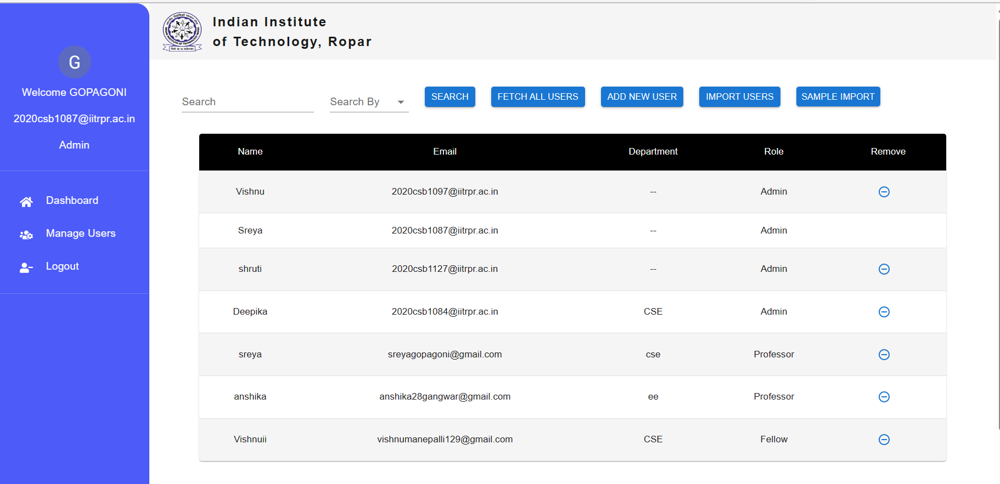 G
Welcome GOPAGONI
2020csb1087@iitrpr.ac.in
Admin
Dashboard
Manage Users
Logout
Indian Institute
of Technology, Ropar
Search
Search By
SEARCH
FETCH ALL USERS
ADD NEW USER
IMPORT USERS
SAMPLE IMPORT
Name Email Department Role Remove
Vishnu 2020csb1097@iitrpr.ac.in -- Admin
Sreya 2020csb1087@iitrpr.ac.in -- Admin
shruti 2020csb1127@iitrpr.ac.in -- Admin
Deepika 2020csb1084@iitrpr.ac.in CSE Admin
sreya sreyagopagoni@gmail.com cse Professor
anshika anshika28gangwar@gmail.com ee Professor
Vishnuii vishnumanepalli129@gmail.com CSE Fellow